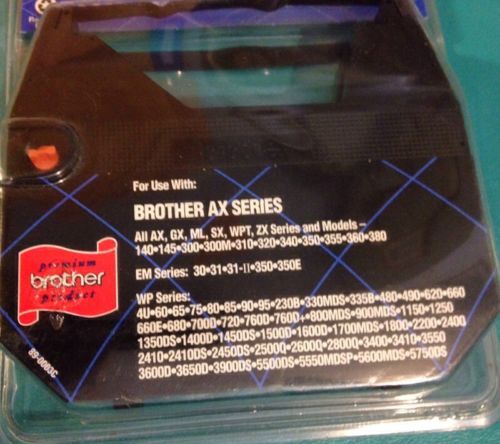 For Use With:
BROTHER AX SERIES
All AX, GX, ML, SX, WPT, ZX Series and Models –
140•145•300•300M•310•320•340•350•355•360•380
EM Series: 30•31•31-II•350•350E
WP Series:
4U•60•65•75•80•85•90•95•230B•330MDS•335B•480•490•620•660
660E•680•700D•720•760D•760D+•800MDS•900MDS•1150•1250
1350DS•1400D•1450DS•1500D•1600D•1700MDS•1800•2200•2400
2410•2410DS•2450DS•2500Q•2600Q•2800Q•3400•3410•3550
3600D•3650D•3900DS•5500DS•5550MDSP•5600MDS•5750DS
premium
brother
product
89-0063C